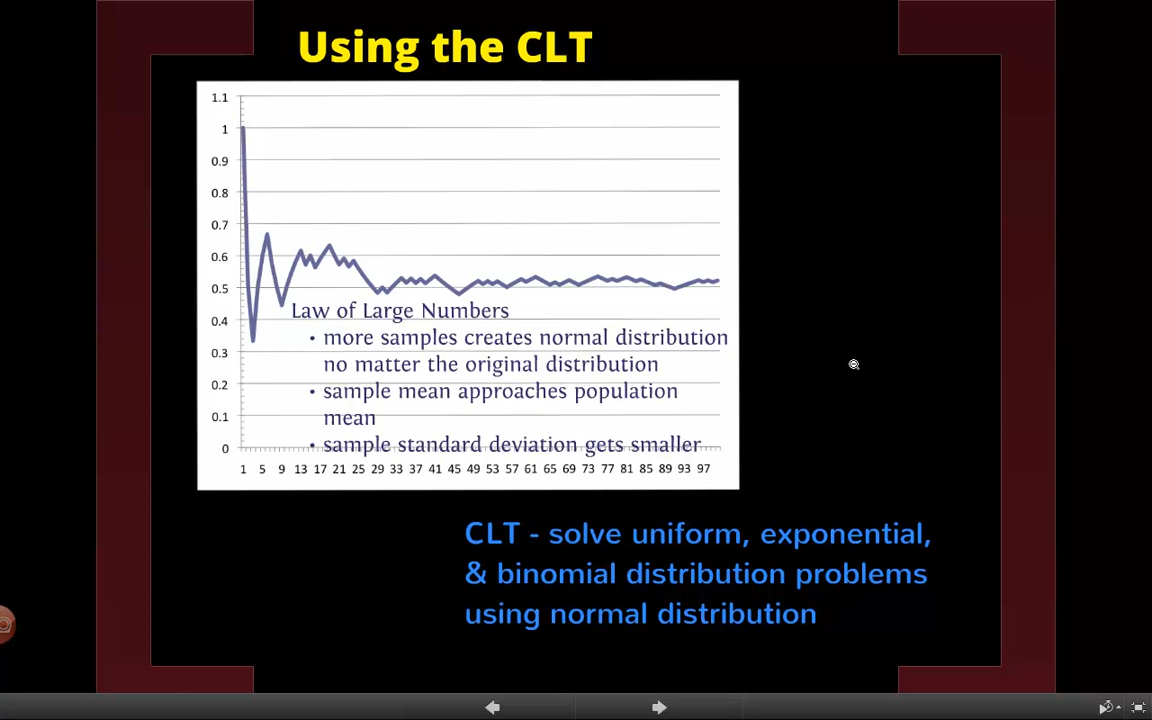 Using the CLT
1.1
1
0.9
0.8
0.7
0.6
0.5
0.4
0.3
0.2
0.1
0
Law of Large Numbers
• more samples creates normal distribution
no matter the original distribution
• sample mean approaches population
mean
• sample standard deviation gets smaller
1 5 9 13 17 21 25 29 33 37 41 45 49 53 57 61 65 69 73 77 81 85 89 93 97
CLT - solve uniform, exponential,
& binomial distribution problems
using normal distribution